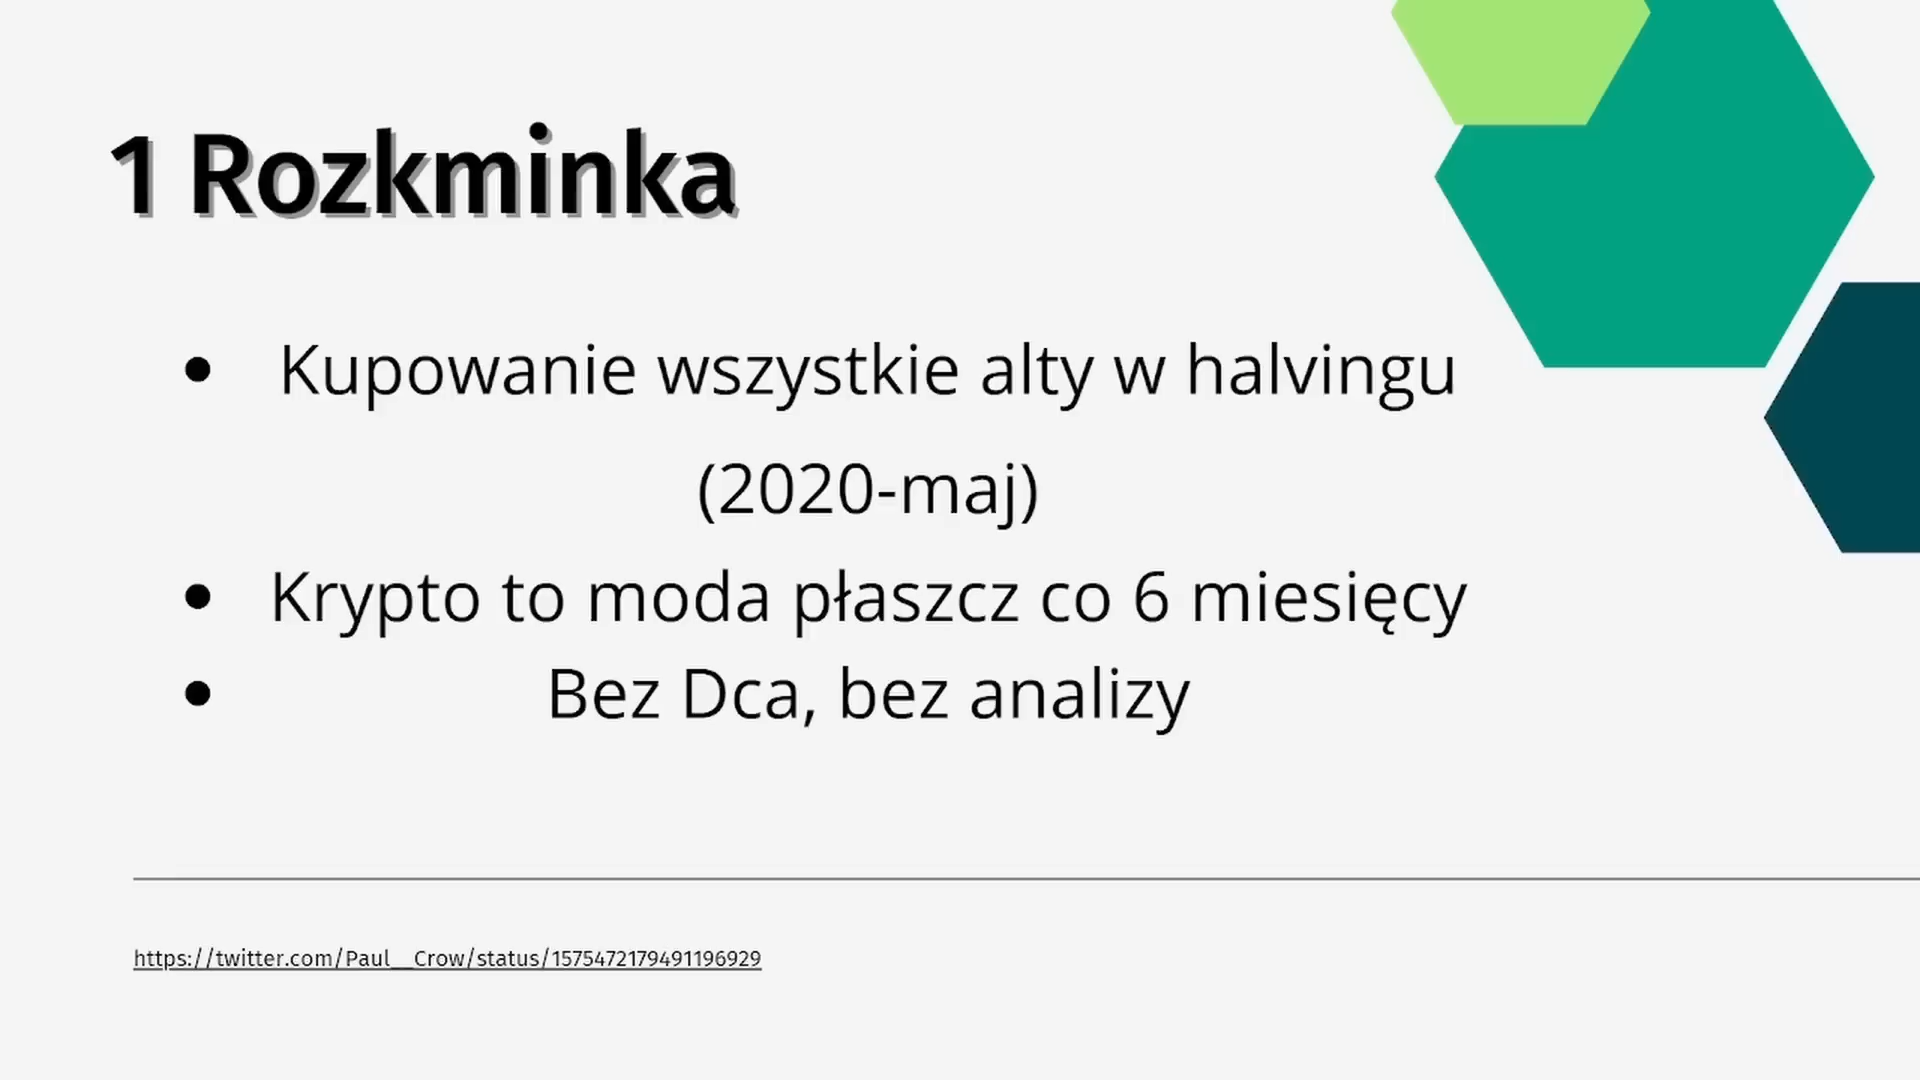 1 Rozkminka
• Kupowanie wszystkie alty w halvingu
(2020-maj)
• Krypto to moda płaszcz co 6 miesięcy
• Bez Dca, bez analizy
https://twitter.com/Paul__Crow/status/1575472179491196929